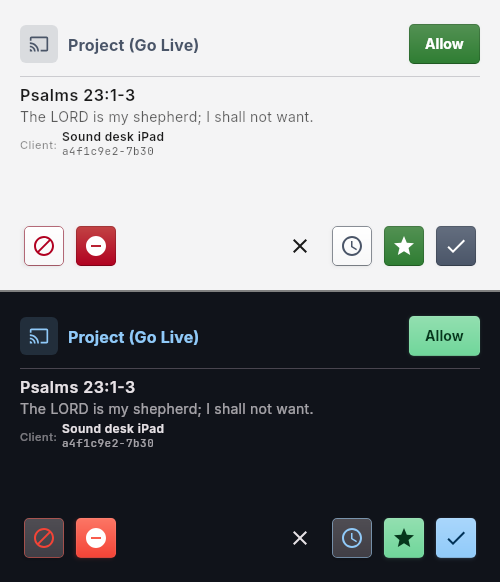 Project (Go Live)
Allow
Psalms 23:1-3
The LORD is my shepherd; I shall not want.
Client: Sound desk iPad
a4f1c9e2-7b30
Project (Go Live)
Allow
Psalms 23:1-3
The LORD is my shepherd; I shall not want.
Client: Sound desk iPad
a4f1c9e2-7b30